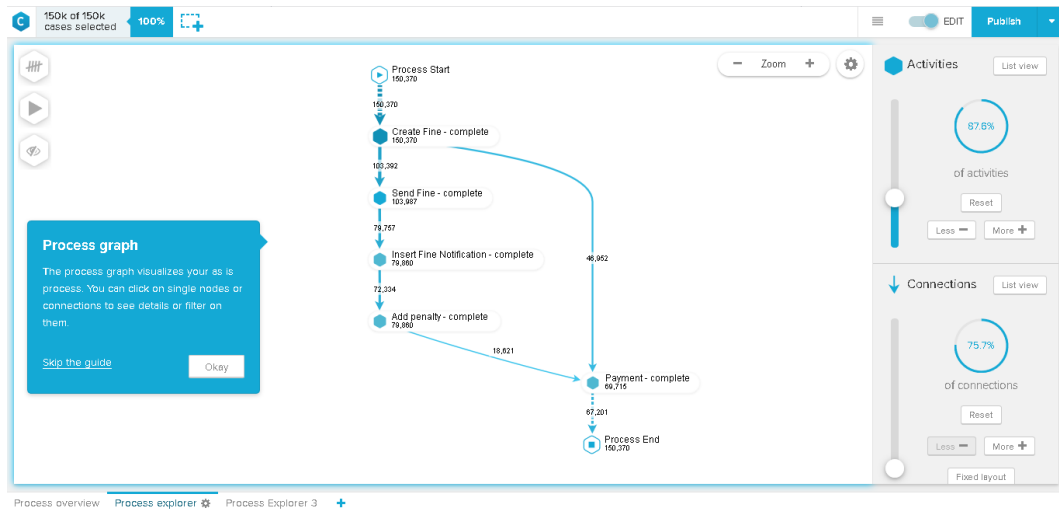 C
150k of 150k
cases selected
100%
EDIT
Publish
Zoom
Process Start
150,370
150,370
Create Fine - complete
150,370
103,392
Send Fine - complete
103,987
79,757
Insert Fine Notification - complete
79,860
46,952
72,334
Add penalty - complete
79,860
18,621
Payment - complete
69,715
67,201
Process End
150,370
Process graph
The process graph visualizes your as is
process. You can click on single nodes or
connections to see details or filter on
them.
Skip the guide
Okay
Activities
List view
87.6%
of activities
Reset
Less −
More +
Connections
List view
75.7%
of connections
Reset
Less −
More +
Fixed layout
Process overview
Process explorer
Process Explorer 3
+